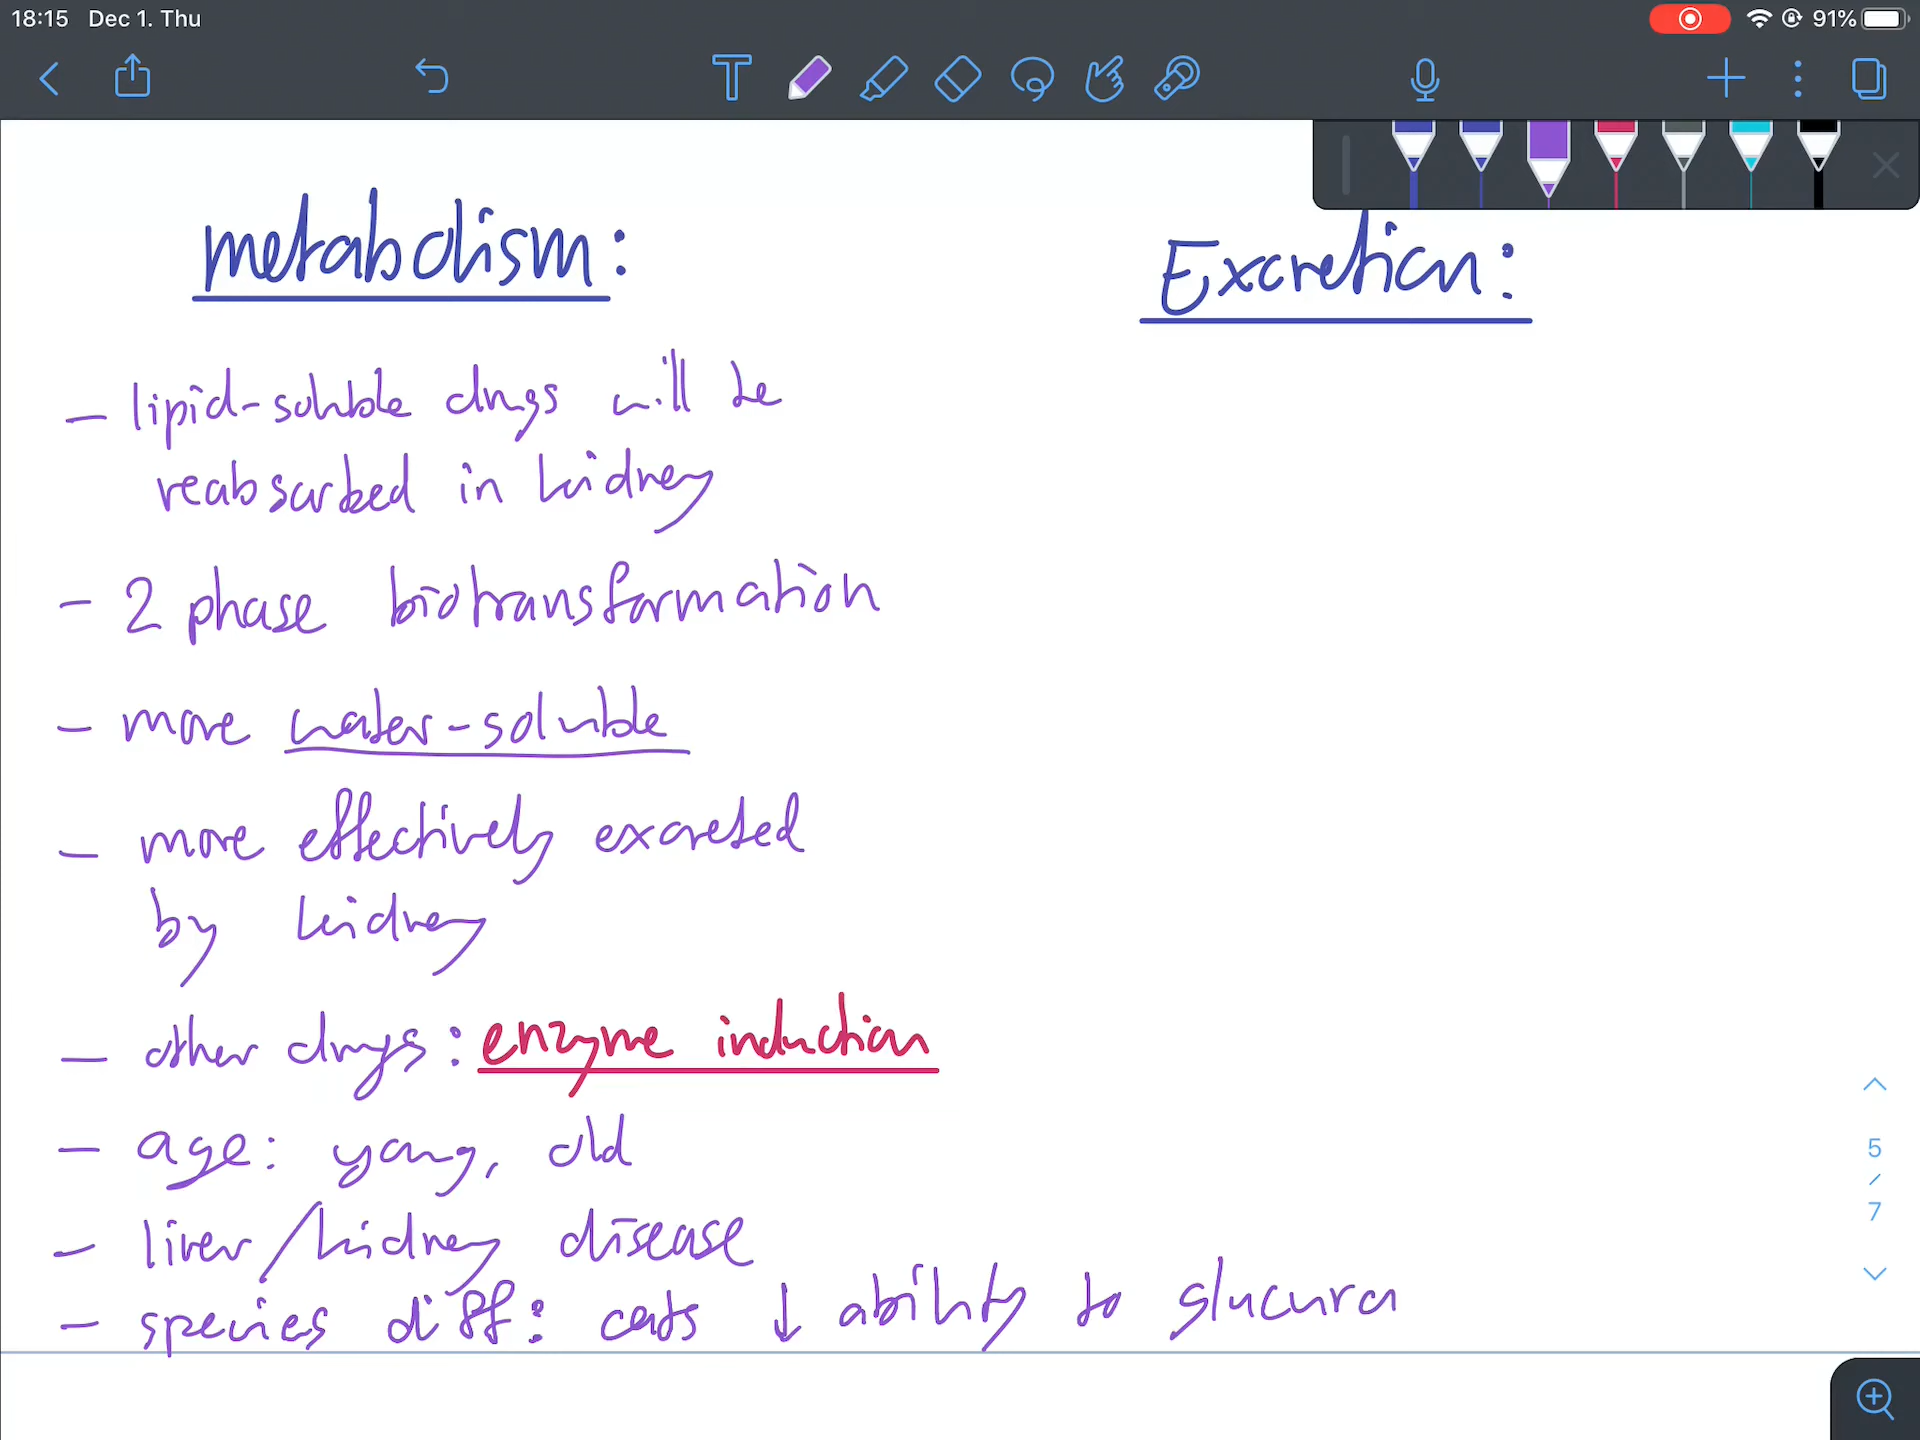 18:15 Dec 1. Thu
91%
metabolism:
Excretion:
- lipid-soluble drugs will be
reabsorbed in kidney
- 2 phase biotransformation
- more water-soluble
- more effectively excreted
by kidney
- other drugs: enzyme induction
- age: yong, old
- liver/kidney disease
- species diff: cats ↓ ability to glucura
5
/
7